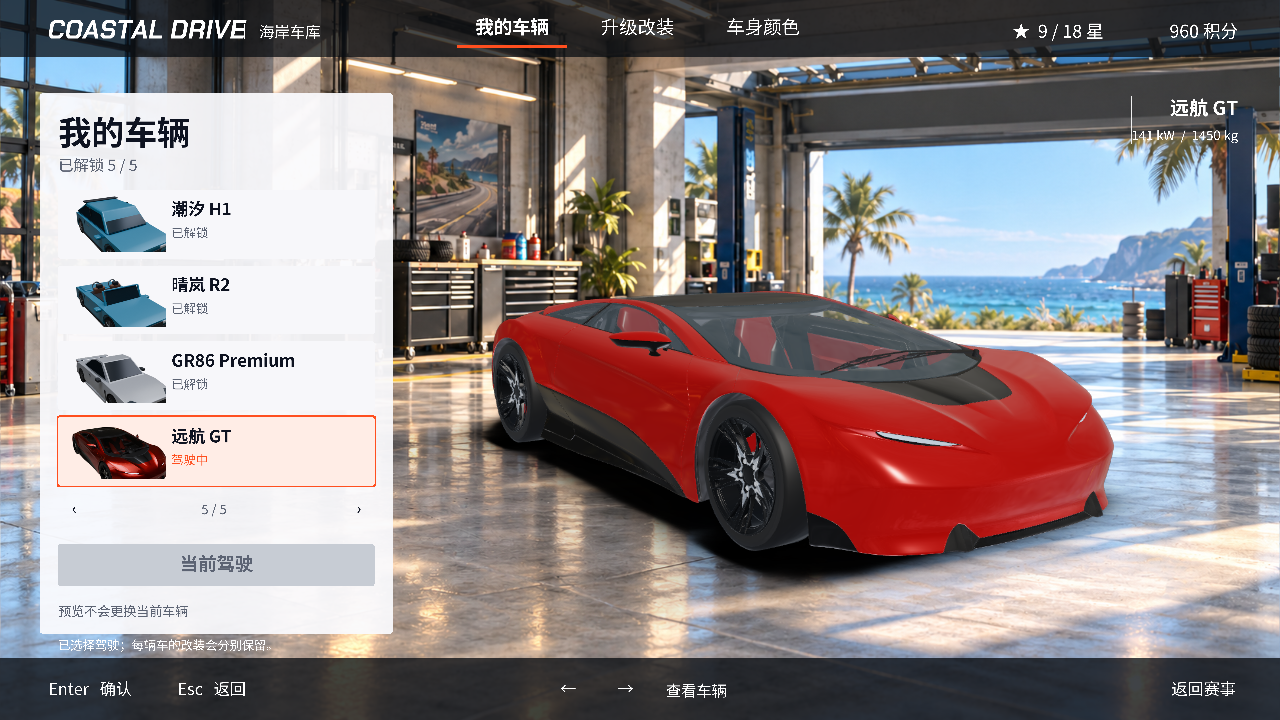 COASTAL DRIVE 海岸车库
我的车辆
升级改装
车身颜色
★ 9 / 18 星
960 积分
远航 GT
141 kW / 1450 kg
我的车辆
已解锁 5 / 5
潮汐 H1
已解锁
晴岚 R2
已解锁
GR86 Premium
已解锁
远航 GT
驾驶中
‹ 5 / 5 ›
当前驾驶
预览不会更换当前车辆
已选择驾驶；每辆车的改装会分别保留。
Enter 确认
Esc 返回
← → 查看车辆
返回赛事